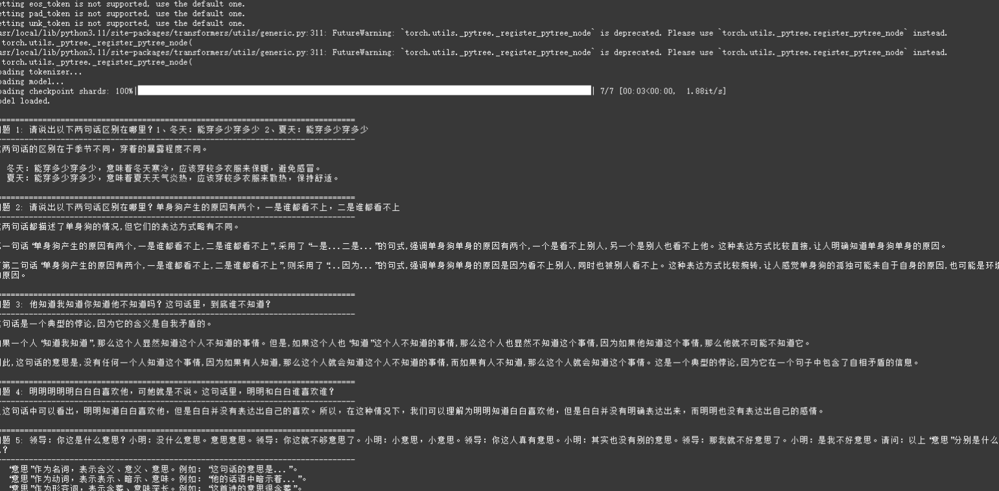 etting eos_token is not supported, use the default one.
etting pad_token is not supported, use the default one.
etting unk_token is not supported, use the default one.
usr/local/lib/python3.11/site-packages/transformers/utils/generic.py:311: FutureWarning: `torch.utils._pytree._register_pytree_node` is deprecated. Please use `torch.utils._pytree.register_pytree_node` instead.
torch.utils._pytree._register_pytree_node(
usr/local/lib/python3.11/site-packages/transformers/utils/generic.py:311: FutureWarning: `torch.utils._pytree._register_pytree_node` is deprecated. Please use `torch.utils._pytree.register_pytree_node` instead.
torch.utils._pytree._register_pytree_node(
oading tokenizer...
oading model...
oading checkpoint shards: 100%| | 7/7 [00:03<00:00,  1.88it/s]
odel loaded.
================================================================================
题 1: 请说出以下两句话区别在哪里？1、冬天：能穿多少穿多少 2、夏天：能穿多少穿多少
--------------------------------------------------------------------------------
两句话的区别在于季节不同，穿着的暴露程度不同。
冬天：能穿多少穿多少，意味着冬天寒冷，应该穿较多衣服来保暖，避免感冒。
夏天：能穿多少穿多少，意味着夏天天气炎热，应该穿较多衣服来散热，保持舒适。
================================================================================
题 2: 请说出以下两句话区别在哪里？单身狗产生的原因有两个，一是谁都看不上，二是谁都看不上
--------------------------------------------------------------------------------
两句话都描述了单身狗的情况,但它们的表达方式略有不同。
一句话“单身狗产生的原因有两个,一是谁都看不上,二是谁都看不上”,采用了“一是...二是...”的句式,强调单身狗单身的原因有两个,一个是看不上别人,另一个是别人也看不上他。这种表达方式比较直接,让人明确知道单身狗单身的原因。
第二句话“单身狗产生的原因有两个,一是谁都看不上,二是谁都看不上”,则采用了“...因为...”的句式,强调单身狗单身的原因是因为看不上别人,同时也被别人看不上。这种表达方式比较婉转,让人感觉单身狗的孤独可能来自于自身的原因,也可能是环境
原因。
================================================================================
题 3: 他知道我知道你知道他不知道吗？这句话里，到底谁不知道？
--------------------------------------------------------------------------------
句话是一个典型的悖论,因为它的含义是自我矛盾的。
果一个人“知道我知道”,那么这个人显然知道这个人不知道的事情。但是,如果这个人也“知道”这个人不知道的事情,那么这个人也显然不知道这个事情,因为如果他知道这个事情,那么他就不可能不知道它。
此,这句话的意思是,没有任何一个人知道这个事情,因为如果有人知道,那么这个人就会知道这个人不知道的事情,而如果有人不知道,那么这个人就会知道这个事情。这是一个典型的悖论,因为它在一个句子中包含了自相矛盾的信息。
================================================================================
题 4: 明明明明明白白白喜欢他，可她就是不说。这句话里，明明和白白谁喜欢谁？
--------------------------------------------------------------------------------
这句话中可以看出，明明知道白白喜欢他，但是白白并没有表达出自己的喜欢。所以，在这种情况下，我们可以理解为明明知道白白喜欢他，但是白白并没有明确表达出来，而明明也没有表达出自己的感情。
================================================================================
题 5: 领导：你这是什么意思？小明：没什么意思。意思意思。领导：你这就不够意思了。小明：小意思，小意思。领导：你这人真有意思。小明：其实也没有别的意思。领导：那我就不好意思了。小明：是我不好意思。请问：以上“意思”分别是什么
？
--------------------------------------------------------------------------------
“意思”作为名词，表示含义、意义、意思。例如：“这句话的意思是...”。
“意思”作为动词，表示表示、暗示、意味。例如：“他的话语中暗示着...”。
“意思”作为形容词，表示含蓄、意味深长。例如：“这首诗的意思很含蓄”。